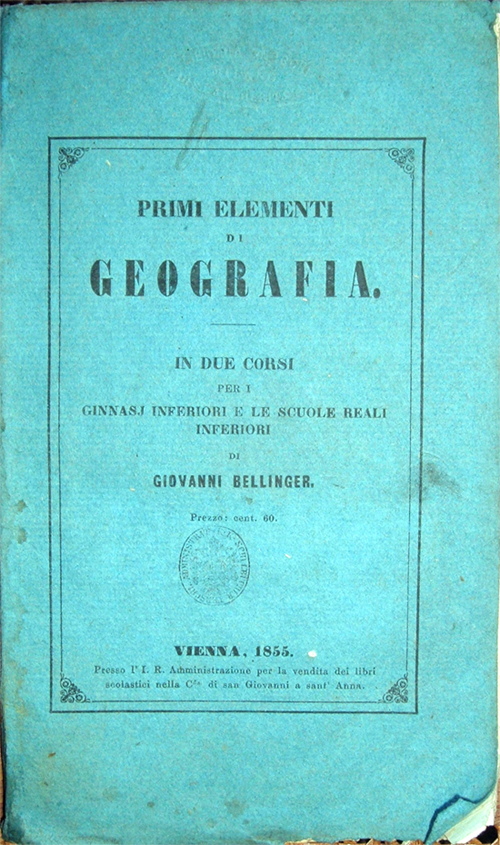 PRIMI ELEMENTI
DI
GEOGRAFIA.
IN DUE CORSI
PER I
GINNASJ INFERIORI E LE SCUOLE REALI
INFERIORI
DI
GIOVANNI BELLINGER.
Prezzo: cent. 60.
VIENNA, 1855.
Presso l' I. R. Amministrazione per la vendita dei libri
scolastici nella C.ª di san Giovanni a sant' Anna.